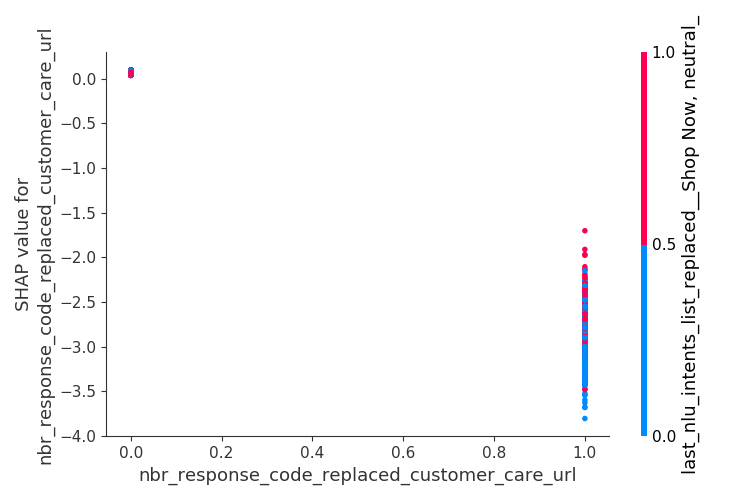 SHAP value for
nbr_response_code_replaced_customer_care_url
0.0
−0.5
−1.0
−1.5
−2.0
−2.5
−3.0
−3.5
−4.0
0.0 0.2 0.4 0.6 0.8 1.0
nbr_response_code_replaced_customer_care_url
1.0
0.5
0.0
last_nlu_intents_list_replaced__Shop Now, neutral_